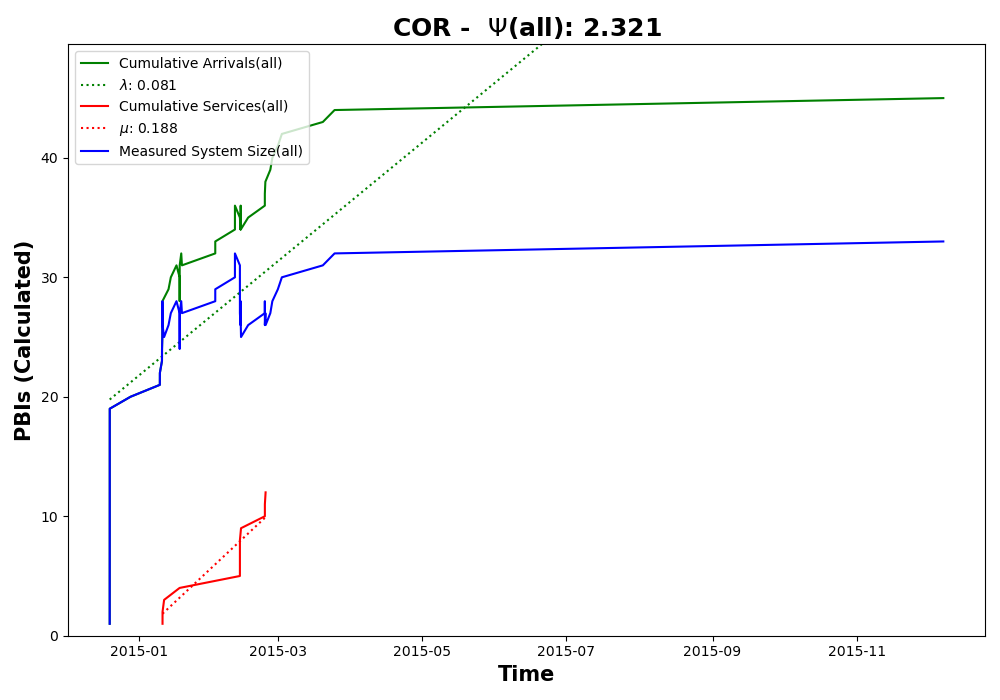 COR - Ψ(all): 2.321
Cumulative Arrivals(all)
λ: 0.081
Cumulative Services(all)
μ: 0.188
Measured System Size(all)
PBIs (Calculated)
40
30
20
10
0
2015-01
2015-03
2015-05
2015-07
2015-09
2015-11
Time